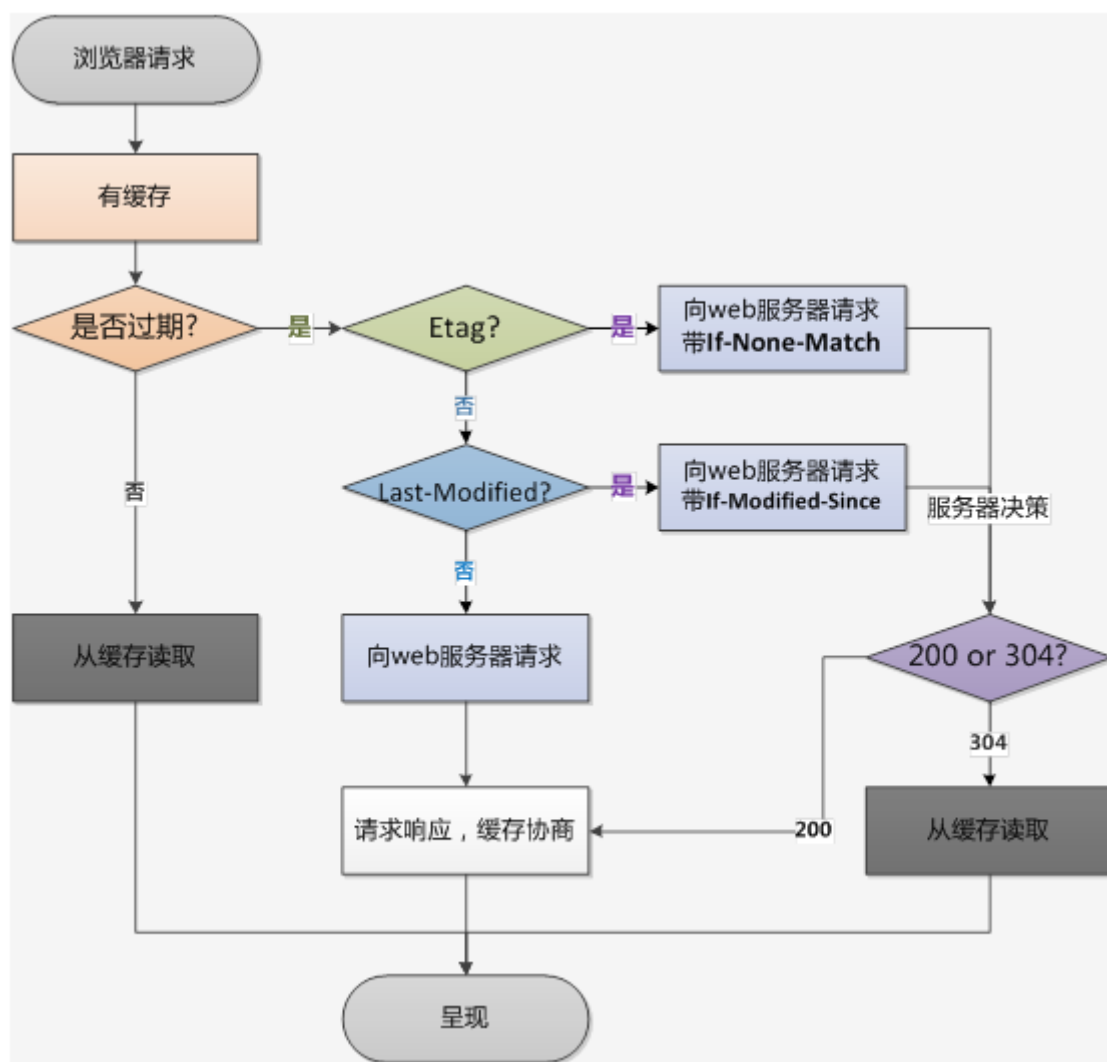 浏览器请求
有缓存
是否过期?
是
Etag?
是
向web服务器请求
带If-None-Match
否
否
Last-Modified?
是
向web服务器请求
带If-Modified-Since
服务器决策
否
从缓存读取
向web服务器请求
200 or 304?
304
请求响应，缓存协商
200
从缓存读取
呈现